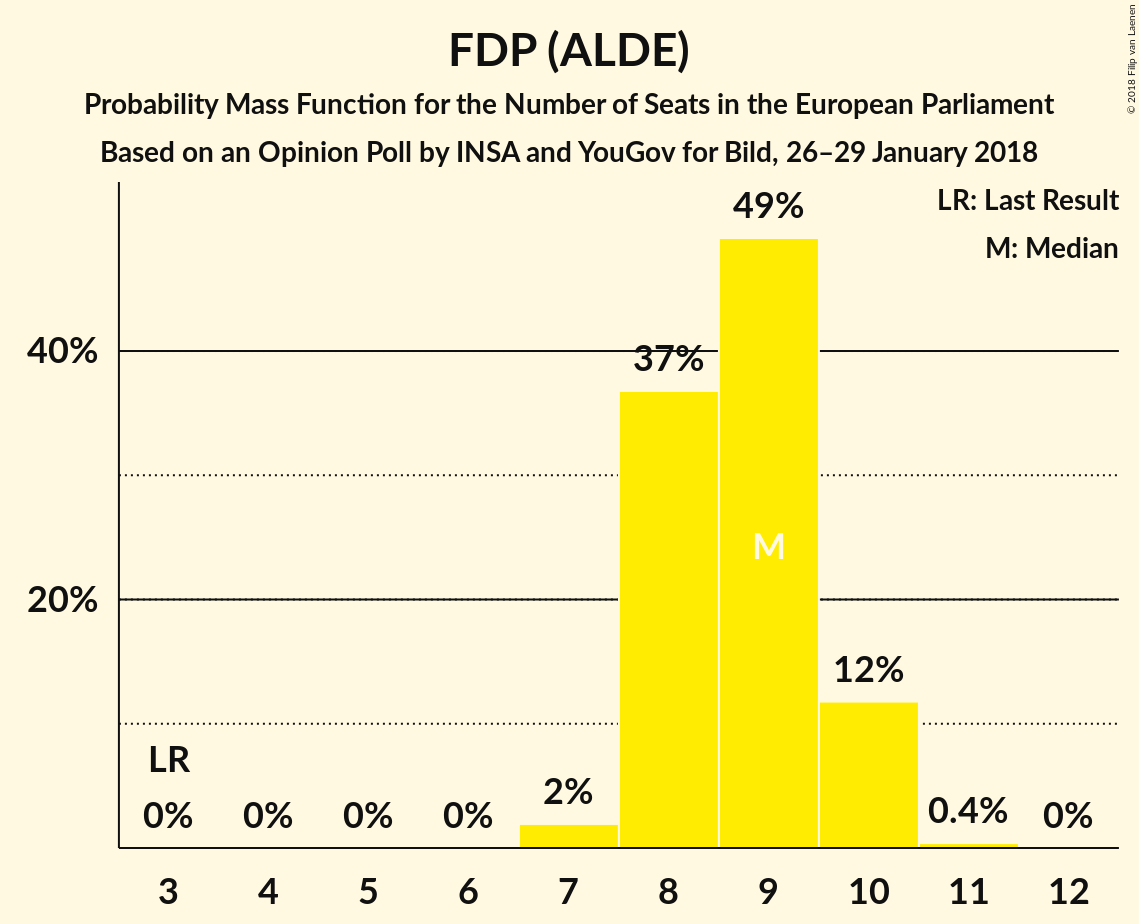 FDP (ALDE)
Probability Mass Function for the Number of Seats in the European Parliament
Based on an Opinion Poll by INSA and YouGov for Bild, 26–29 January 2018
© 2018 Filip van Laenen
LR: Last Result
M: Median
49%
40%
37%
M
20%
12%
LR
2%
0% 0% 0% 0% 0.4% 0%
3 4 5 6 7 8 9 10 11 12